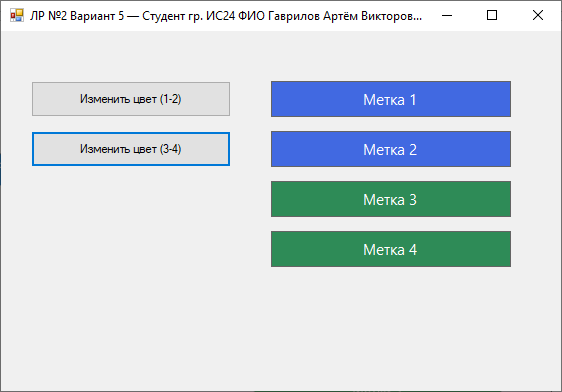 ЛР №2 Вариант 5 — Студент гр. ИС24 ФИО Гаврилов Артём Викторов...
Изменить цвет (1-2)
Метка 1
Изменить цвет (3-4)
Метка 2
Метка 3
Метка 4